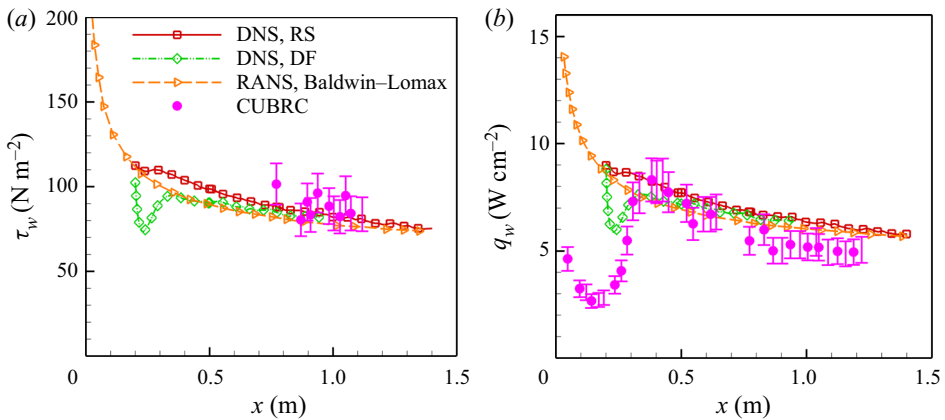 (a)
200
150
100
50
0
0.5
1.0
1.5
x (m)
τw (N m−2)
DNS, RS
DNS, DF
RANS, Baldwin–Lomax
CUBRC
(b)
15
10
5
0
0.5
1.0
1.5
x (m)
qw (W cm−2)